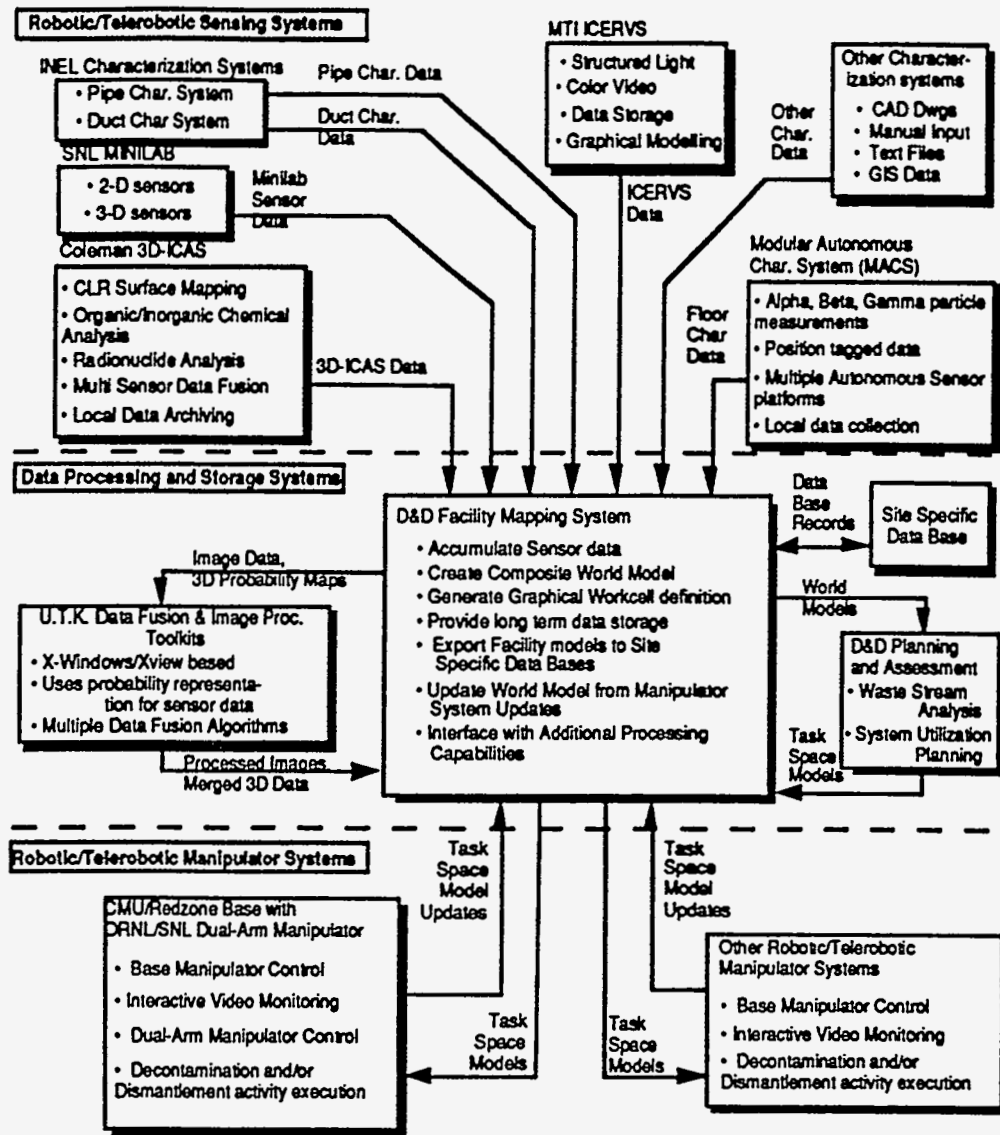 Robotic/Telerobotic Sensing Systems
INEL Characterization Systems
• Pipe Char. System
• Duct Char System
Pipe Char. Data
Duct Char.
Data
SNL MINILAB
• 2-D sensors
• 3-D sensors
Minilab
Sensor
Data
Coleman 3D-ICAS
• CLR Surface Mapping
• Organic/Inorganic Chemical
Analysis
• Radionuclide Analysis
• Multi Sensor Data Fusion
• Local Data Archiving
3D-ICAS Data
MTI ICERVS
• Structured Light
• Color Video
• Data Storage
• Graphical Modelling
ICERVS
Data
Other
Char.
Data
Other Character-
ization systems
• CAD Dwgs
• Manual Input
• Text Files
• GIS Data
Modular Autonomous
Char. System (MACS)
• Alpha, Beta, Gamma particle
measurements
• Position tagged data
• Multiple Autonomous Sensor
platforms
• Local data collection
Floor
Char
Data
Data Processing and Storage Systems
D&D Facility Mapping System
• Accumulate Sensor data
• Create Composite World Model
• Generate Graphical Workcell definition
• Provide long term data storage
• Export Facility models to Site
Specific Data Bases
• Update World Model from Manipulator
System Updates
• Interface with Additional Processing
Capabilities
Image Data,
3D Probability Maps
U.T.K. Data Fusion & Image Proc.
Toolkits
• X-Windows/Xview based
• Uses probability representa-
tion for sensor data
• Multiple Data Fusion Algorithms
Processed Images
Merged 3D Data
Data
Base
Records
Site Specific
Data Base
World
Models
D&D Planning
and Assessment
• Waste Stream
Analysis
• System Utilization
Planning
Task
Space
Models
Robotic/Telerobotic Manipulator Systems
CMU/Redzone Base with
ORNL/SNL Dual-Arm Manipulator
• Base Manipulator Control
• Interactive Video Monitoring
• Dual-Arm Manipulator Control
• Decontamination and/or
Dismantlement activity execution
Task
Space
Model
Updates
Task
Space
Models
Task
Space
Models
Task
Space
Model
Updates
Other Robotic/Telerobotic
Manipulator Systems
• Base Manipulator Control
• Interactive Video Monitoring
• Decontamination and/or
Dismantlement activity execution